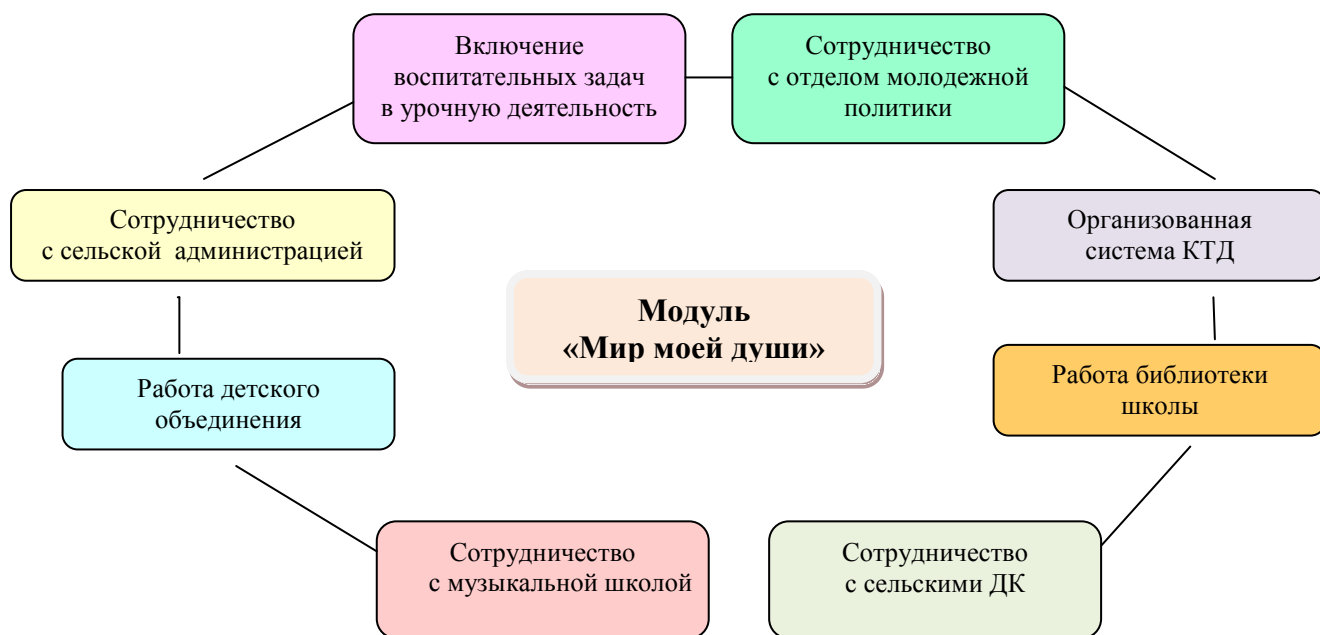 Включение
воспитательных задач
в урочную деятельность
Сотрудничество
с отделом молодежной
политики
Сотрудничество
с сельской администрацией
Организованная
система КТД
Модуль
«Мир моей души»
Работа детского
объединения
Работа библиотеки
школы
Сотрудничество
с музыкальной школой
Сотрудничество
с сельскими ДК